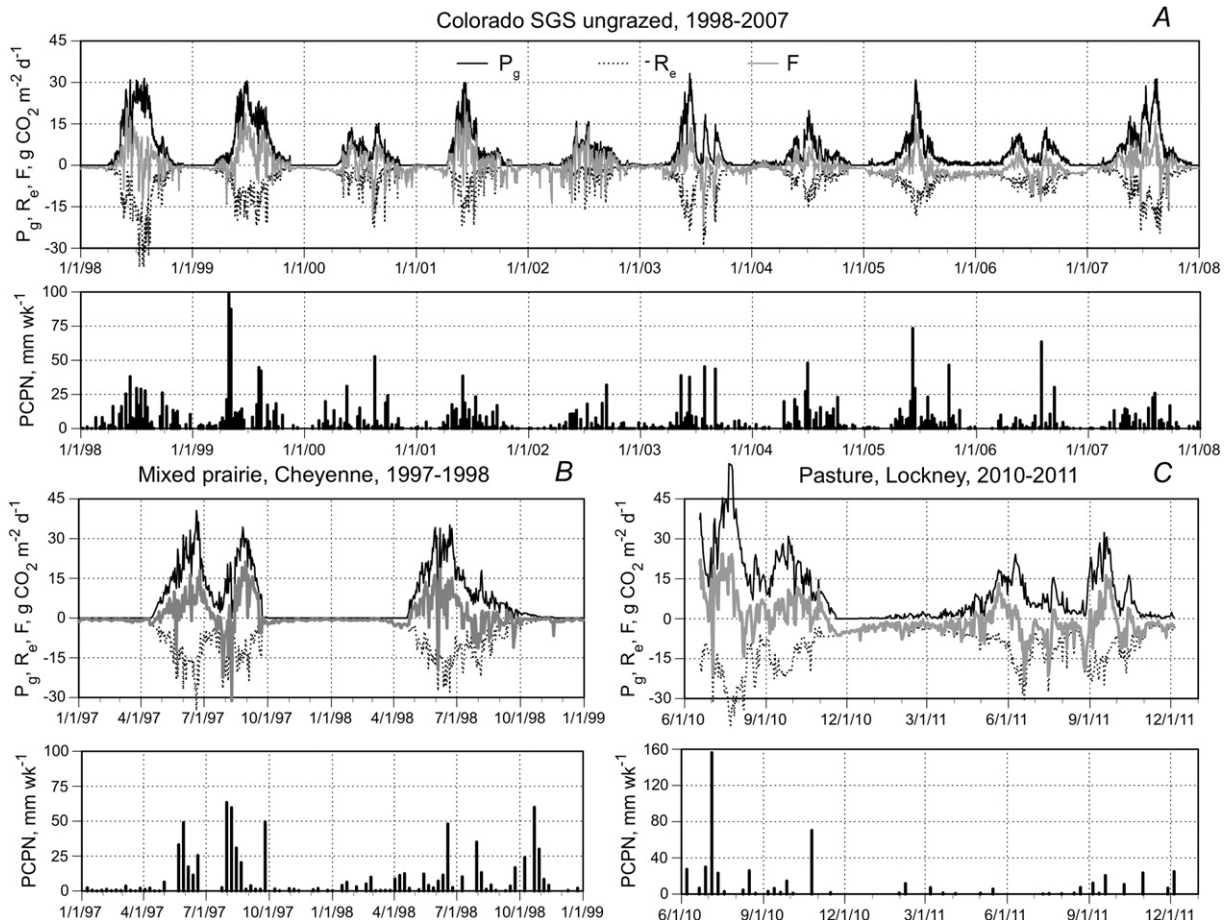 Colorado SGS ungrazed, 1998-2007
A
P_g, R_e, F, g CO_2 m^-2 d^-1
45
30
15
0
-15
-30
P_g -R_e F
1/1/98 1/1/99 1/1/00 1/1/01 1/1/02 1/1/03 1/1/04 1/1/05 1/1/06 1/1/07 1/1/08
PCPN, mm wk^-1
100
75
50
25
0
1/1/98 1/1/99 1/1/00 1/1/01 1/1/02 1/1/03 1/1/04 1/1/05 1/1/06 1/1/07 1/1/08
Mixed prairie, Cheyenne, 1997-1998
B
P_g, R_e, F, g CO_2 m^-2 d^-1
45
30
15
0
-15
-30
1/1/97 4/1/97 7/1/97 10/1/97 1/1/98 4/1/98 7/1/98 10/1/98 1/1/99
PCPN, mm wk^-1
100
75
50
25
0
1/1/97 4/1/97 7/1/97 10/1/97 1/1/98 4/1/98 7/1/98 10/1/98 1/1/99
Pasture, Lockney, 2010-2011
C
P_g, R_e, F, g CO_2 m^-2 d^-1
45
30
15
0
-15
-30
6/1/10 9/1/10 12/1/10 3/1/11 6/1/11 9/1/11 12/1/11
PCPN, mm wk^-1
160
120
80
40
0
6/1/10 9/1/10 12/1/10 3/1/11 6/1/11 9/1/11 12/1/11